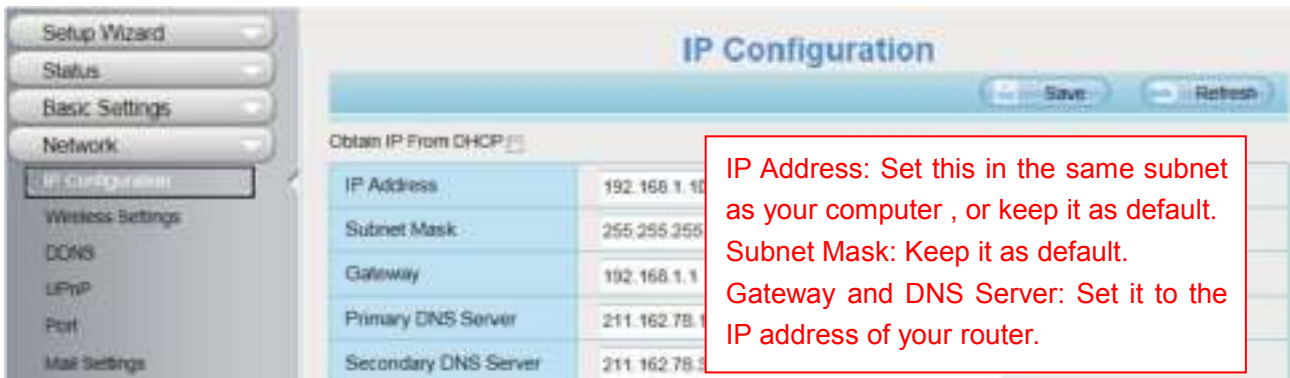 Setup Wizard
Status
Basic Settings
Network
IP Configuration
Wireless Settings
DDNS
UPnP
Port
Mail Settings
IP Configuration
Save
Refresh
Obtain IP From DHCP
IP Address
192.168.1.10
Subnet Mask
255.255.255
Gateway
192.168.1.1
Primary DNS Server
211.162.78.1
Secondary DNS Server
211.162.78.
IP Address: Set this in the same subnet
as your computer , or keep it as default.
Subnet Mask: Keep it as default.
Gateway and DNS Server: Set it to the
IP address of your router.